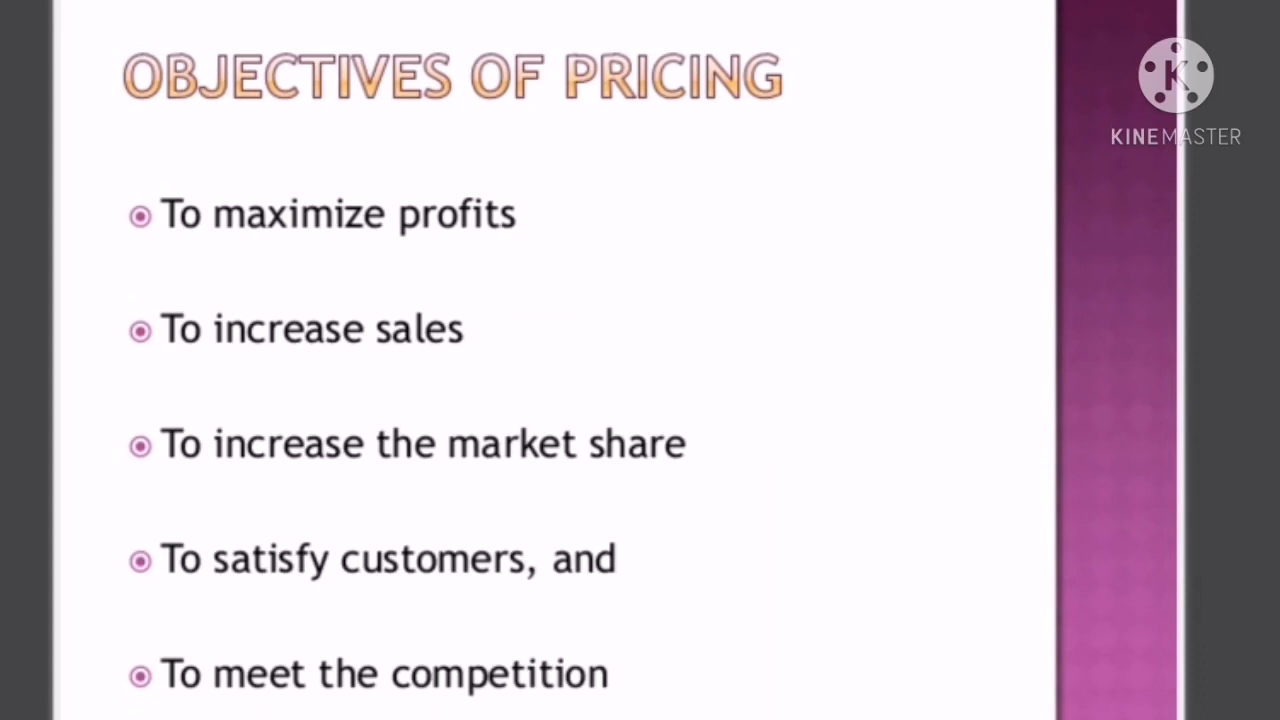 OBJECTIVES OF PRICING
K
KINEMASTER
To maximize profits
To increase sales
To increase the market share
To satisfy customers, and
To meet the competition